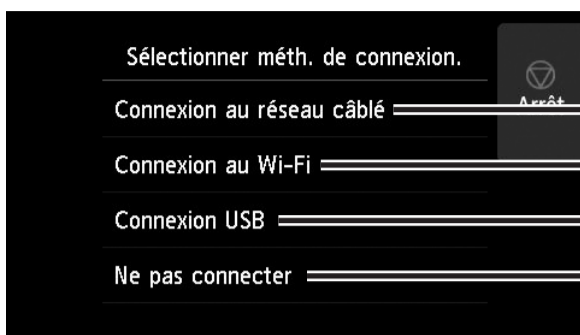 Sélectionner méth. de connexion.
Arrêt
Connexion au réseau câblé
Connexion au Wi-Fi
Connexion USB
Ne pas connecter